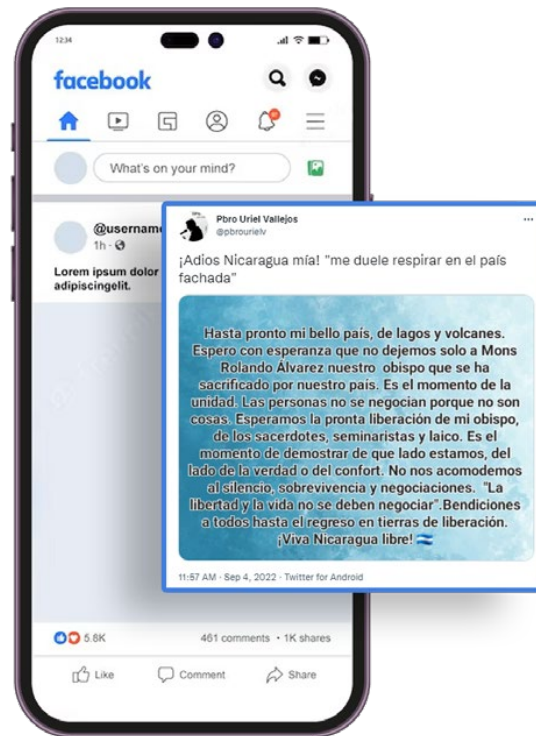 12:34
facebook
What's on your mind?
@username
1h
Lorem ipsum dolor
adipiscingelit.
Pbro Uriel Vallejos
@pbrourielv
¡Adios Nicaragua mía! "me duele respirar en el país
fachada"
Hasta pronto mi bello país, de lagos y volcanes.
Espero con esperanza que no dejemos solo a Mons
Rolando Álvarez nuestro obispo que se ha
sacrificado por nuestro pais. Es el momento de la
unidad. Las personas no se negocian porque no son
cosas. Esperamos la pronta liberación de mi obispo,
de los sacerdotes, seminaristas y laico. Es el
momento de demostrar de que lado estamos, del
lado de la verdad o del confort. No nos acomodemos
al silencio, sobrevivencia y negociaciones. "La
libertad y la vida no se deben negociar".Bendiciones
a todos hasta el regreso en tierras de liberación.
¡Viva Nicaragua libre!
11:57 AM · Sep 4, 2022 · Twitter for Android
5.8K
461 comments • 1K shares
Like Comment Share